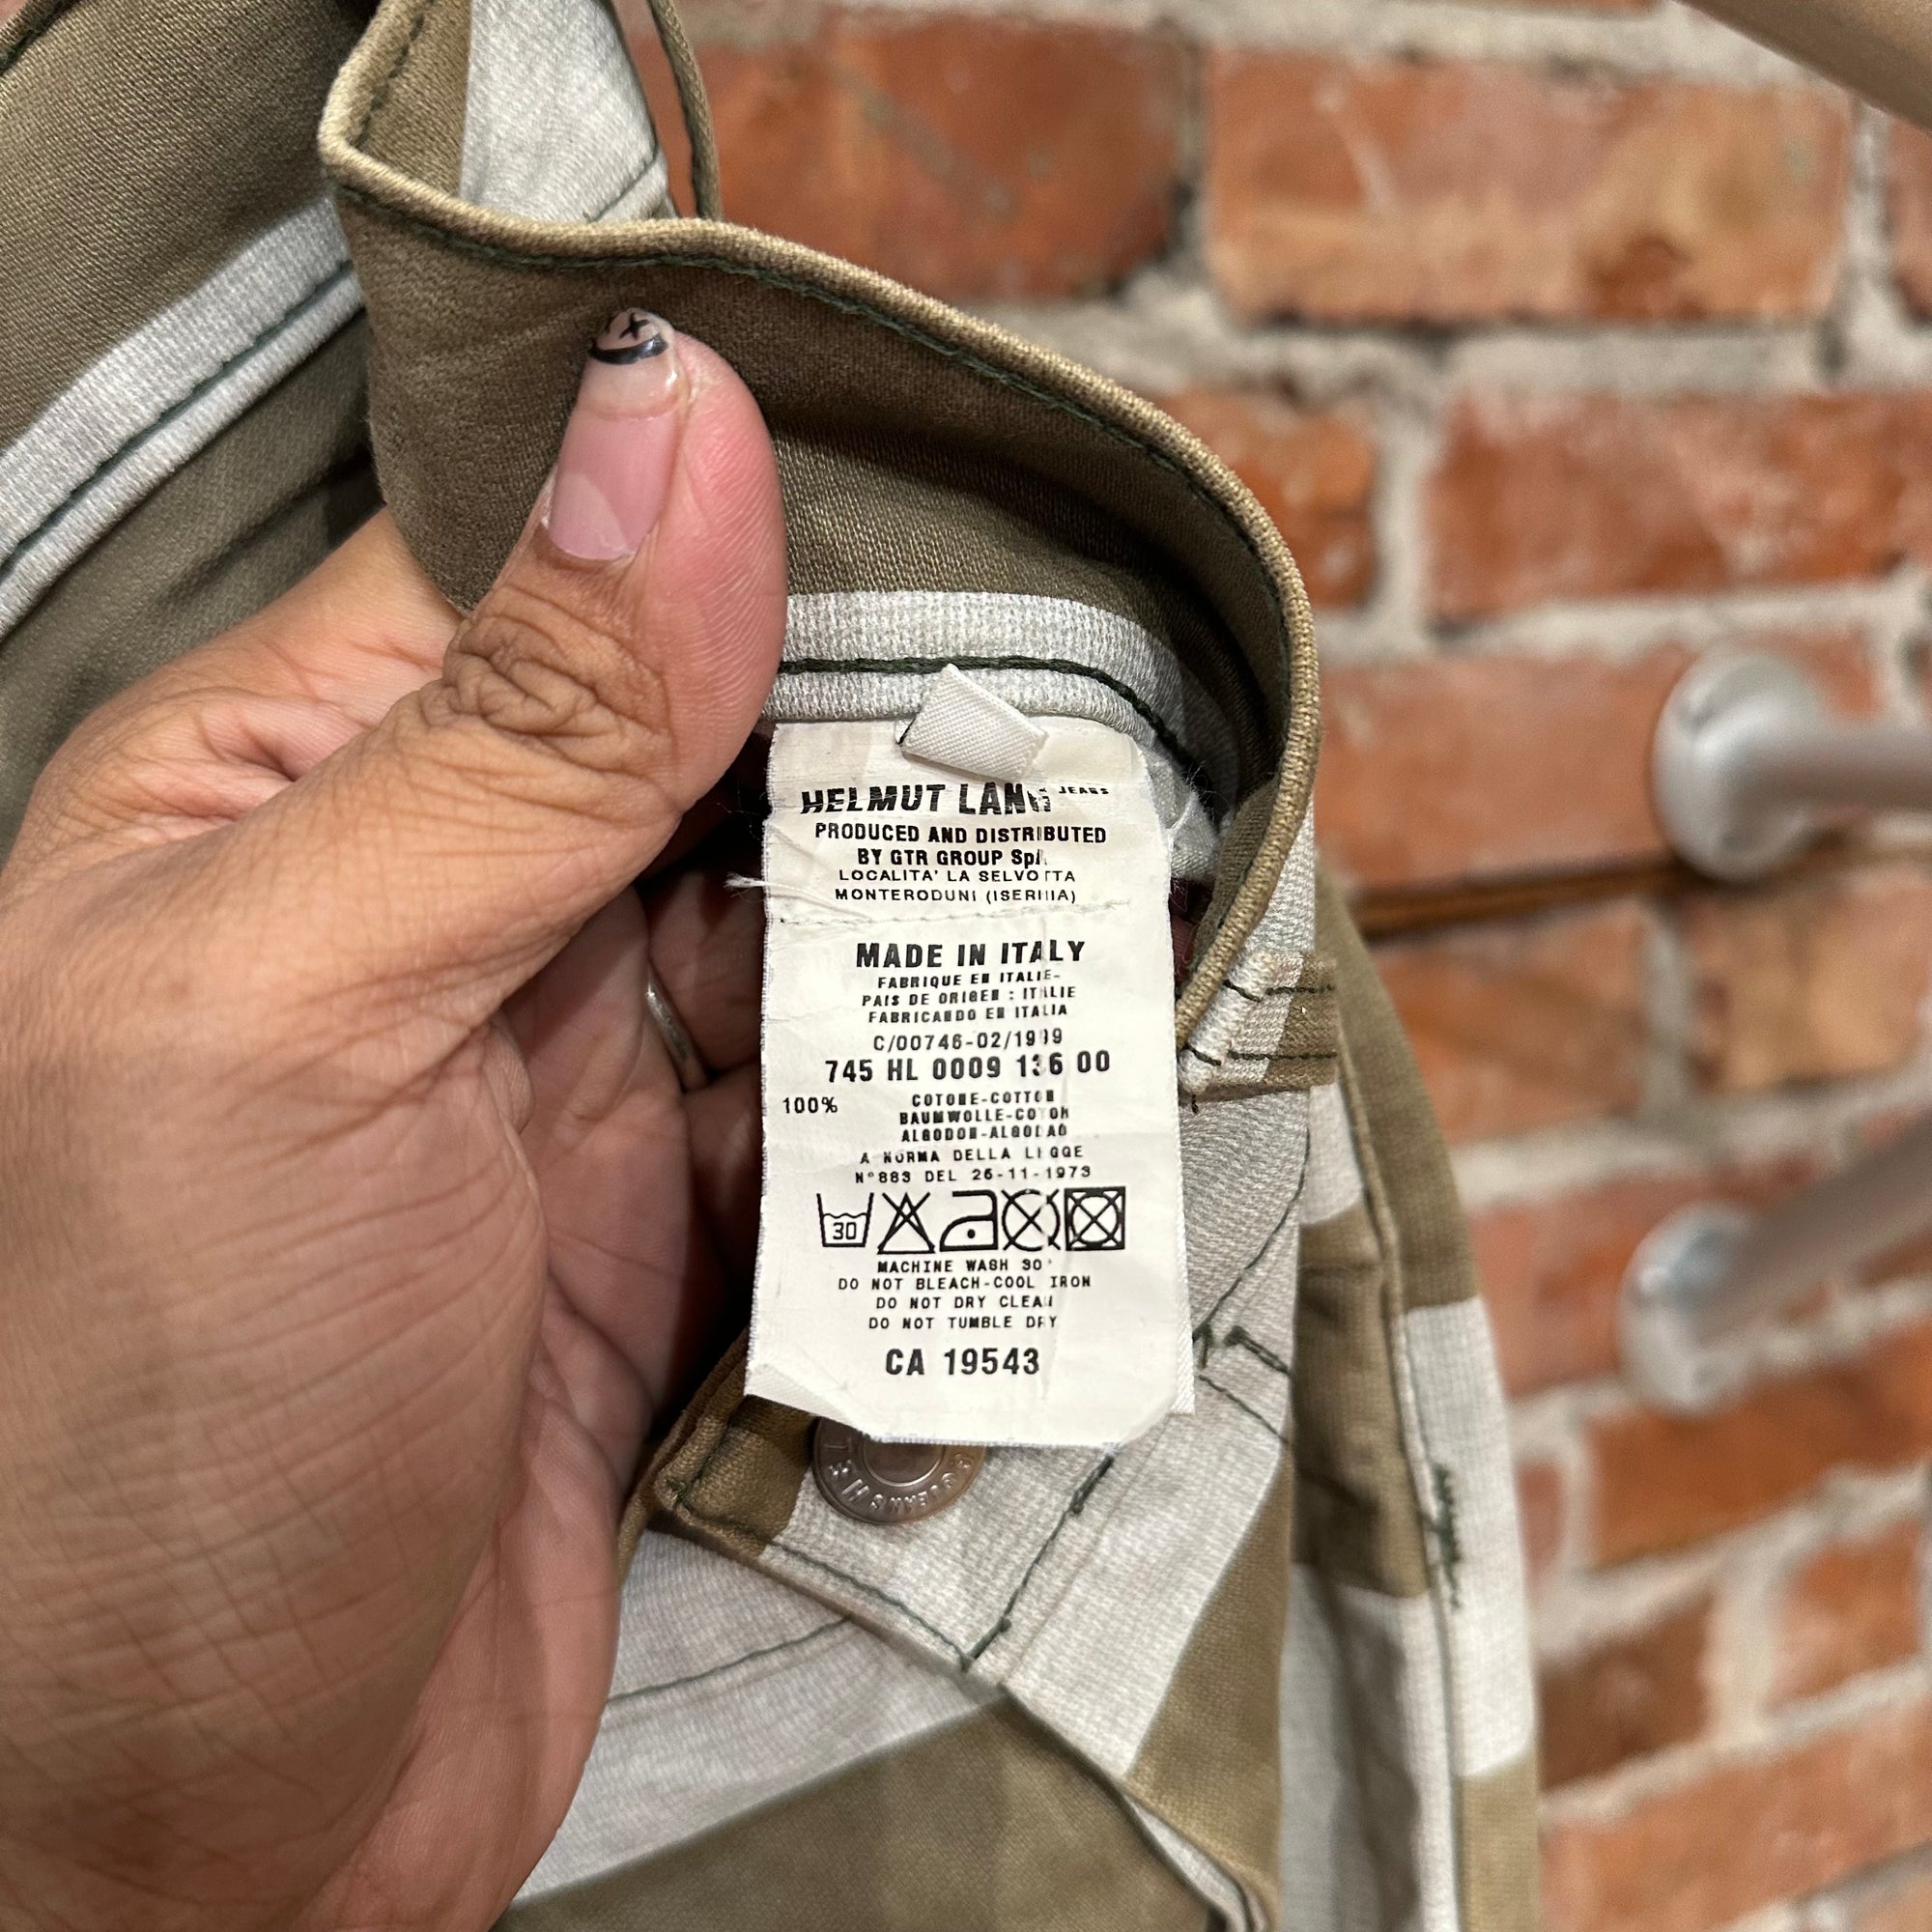 HELMUT LANG JEANS
PRODUCED AND DISTRIBUTED
BY GTR GROUP SpA
LOCALITA' LA SELVOTTA
MONTERODUNI (ISERNIA)
MADE IN ITALY
FABRIQUE EN ITALIE-
PAIS DE ORIGEN : ITALIE
FABRICANDO EN ITALIA
C/00746-02/1999
745 HL 0009 136 00
100% COTONE-COTTON
BAUMWOLLE-COTON
ALGODON-ALGODAO
A NORMA DELLA LEGGE
N°883 DEL 26-11-1973
30
MACHINE WASH 30°
DO NOT BLEACH-COOL IRON
DO NOT DRY CLEAN
DO NOT TUMBLE DRY
CA 19543
JEANS H